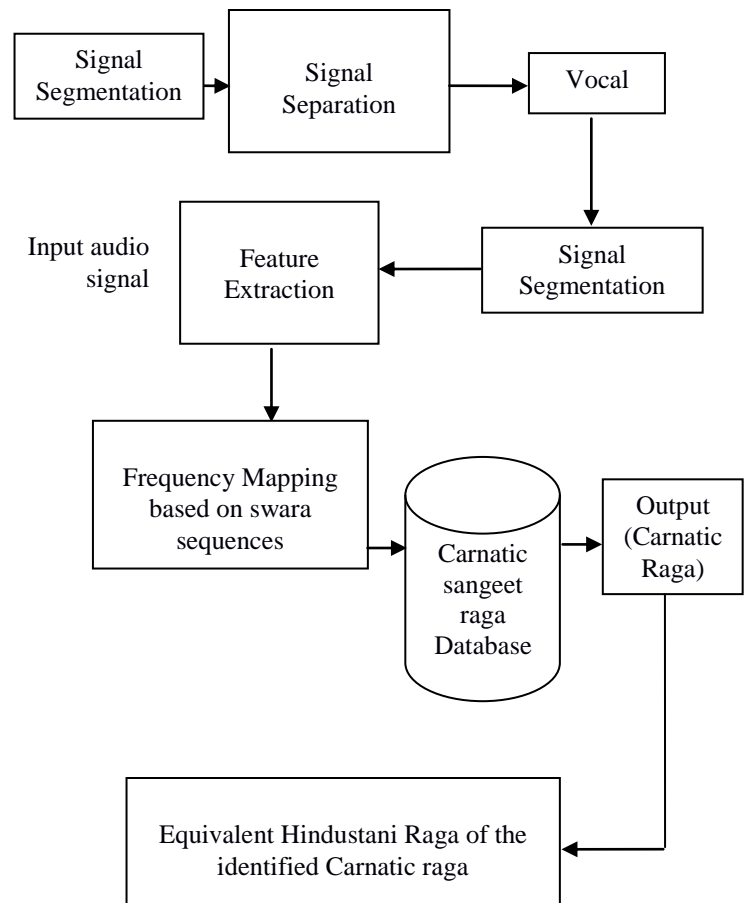 Signal
Segmentation
Signal
Separation
Vocal
Input audio
signal
Feature
Extraction
Signal
Segmentation
Frequency Mapping
based on swara
sequences
Carnatic
sangeet
raga
Database
Output
(Carnatic
Raga)
Equivalent Hindustani Raga of the
identified Carnatic raga